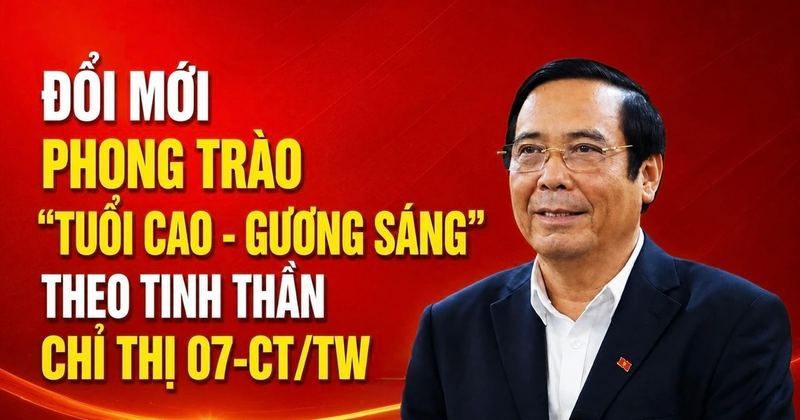 ĐỔI MỚI
PHONG TRÀO
“TUỔI CAO - GƯƠNG SÁNG”
THEO TINH THẦN
CHỈ THỊ 07-CT/TW